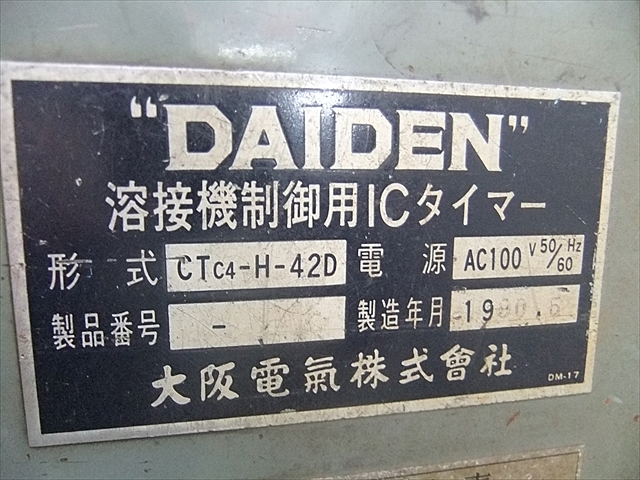 "DAIDEN"
溶接機制御用ICタイマー
形式 CTC4-H-42D 電源 AC100 V 50/60 Hz
製品番号 - 製造年月 19
大阪電氣株式會社
DM-17